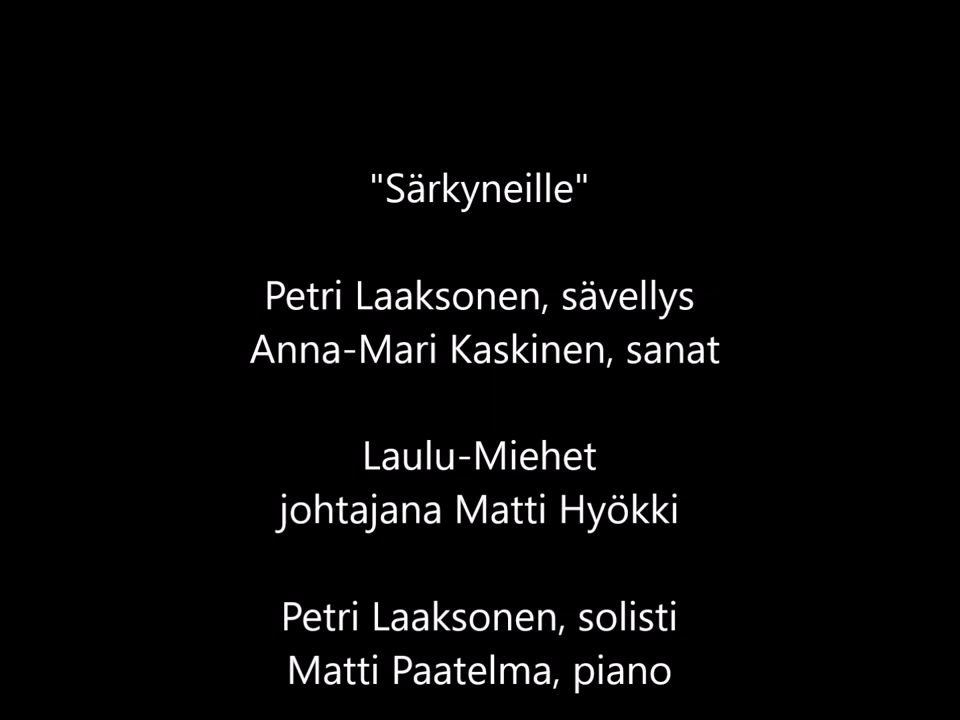 "Särkyneille"
Petri Laaksonen, sävellys
Anna-Mari Kaskinen, sanat
Laulu-Miehet
johtajana Matti Hyökki
Petri Laaksonen, solisti
Matti Paatelma, piano